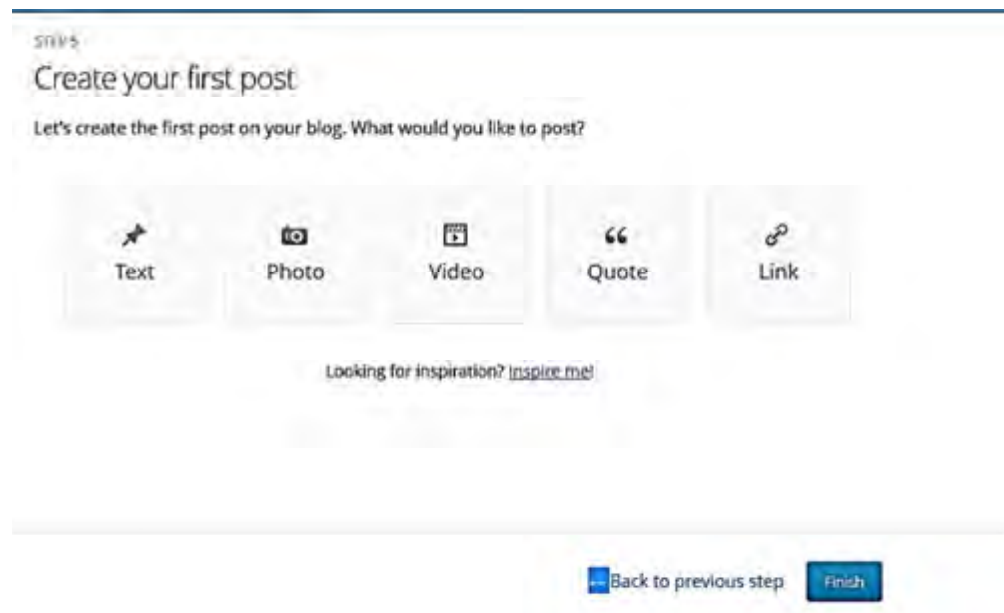 Create your first post
Let's create the first post on your blog. What would you like to post?
Text Photo Video Quote Link
Looking for inspiration? Inspire me!
←Back to previous step Finish